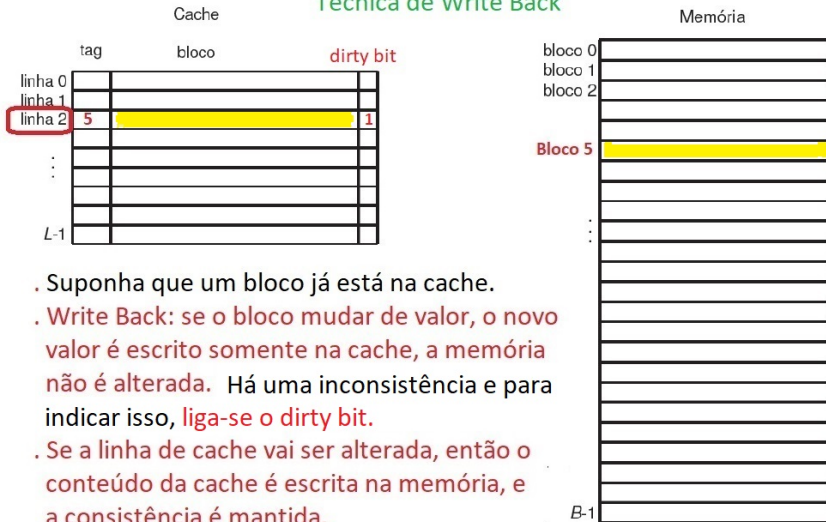 Técnica de Write Back
Cache
Memória
tag
bloco
dirty bit
linha 0
linha 1
linha 2
5
1
⋮
L-1
bloco 0
bloco 1
bloco 2
Bloco 5
⋮
B-1
. Suponha que um bloco já está na cache.
. Write Back: se o bloco mudar de valor, o novo
valor é escrito somente na cache, a memória
não é alterada. Há uma inconsistência e para
indicar isso, liga-se o dirty bit.
. Se a linha de cache vai ser alterada, então o
conteúdo da cache é escrita na memória, e
a consistência é mantida.